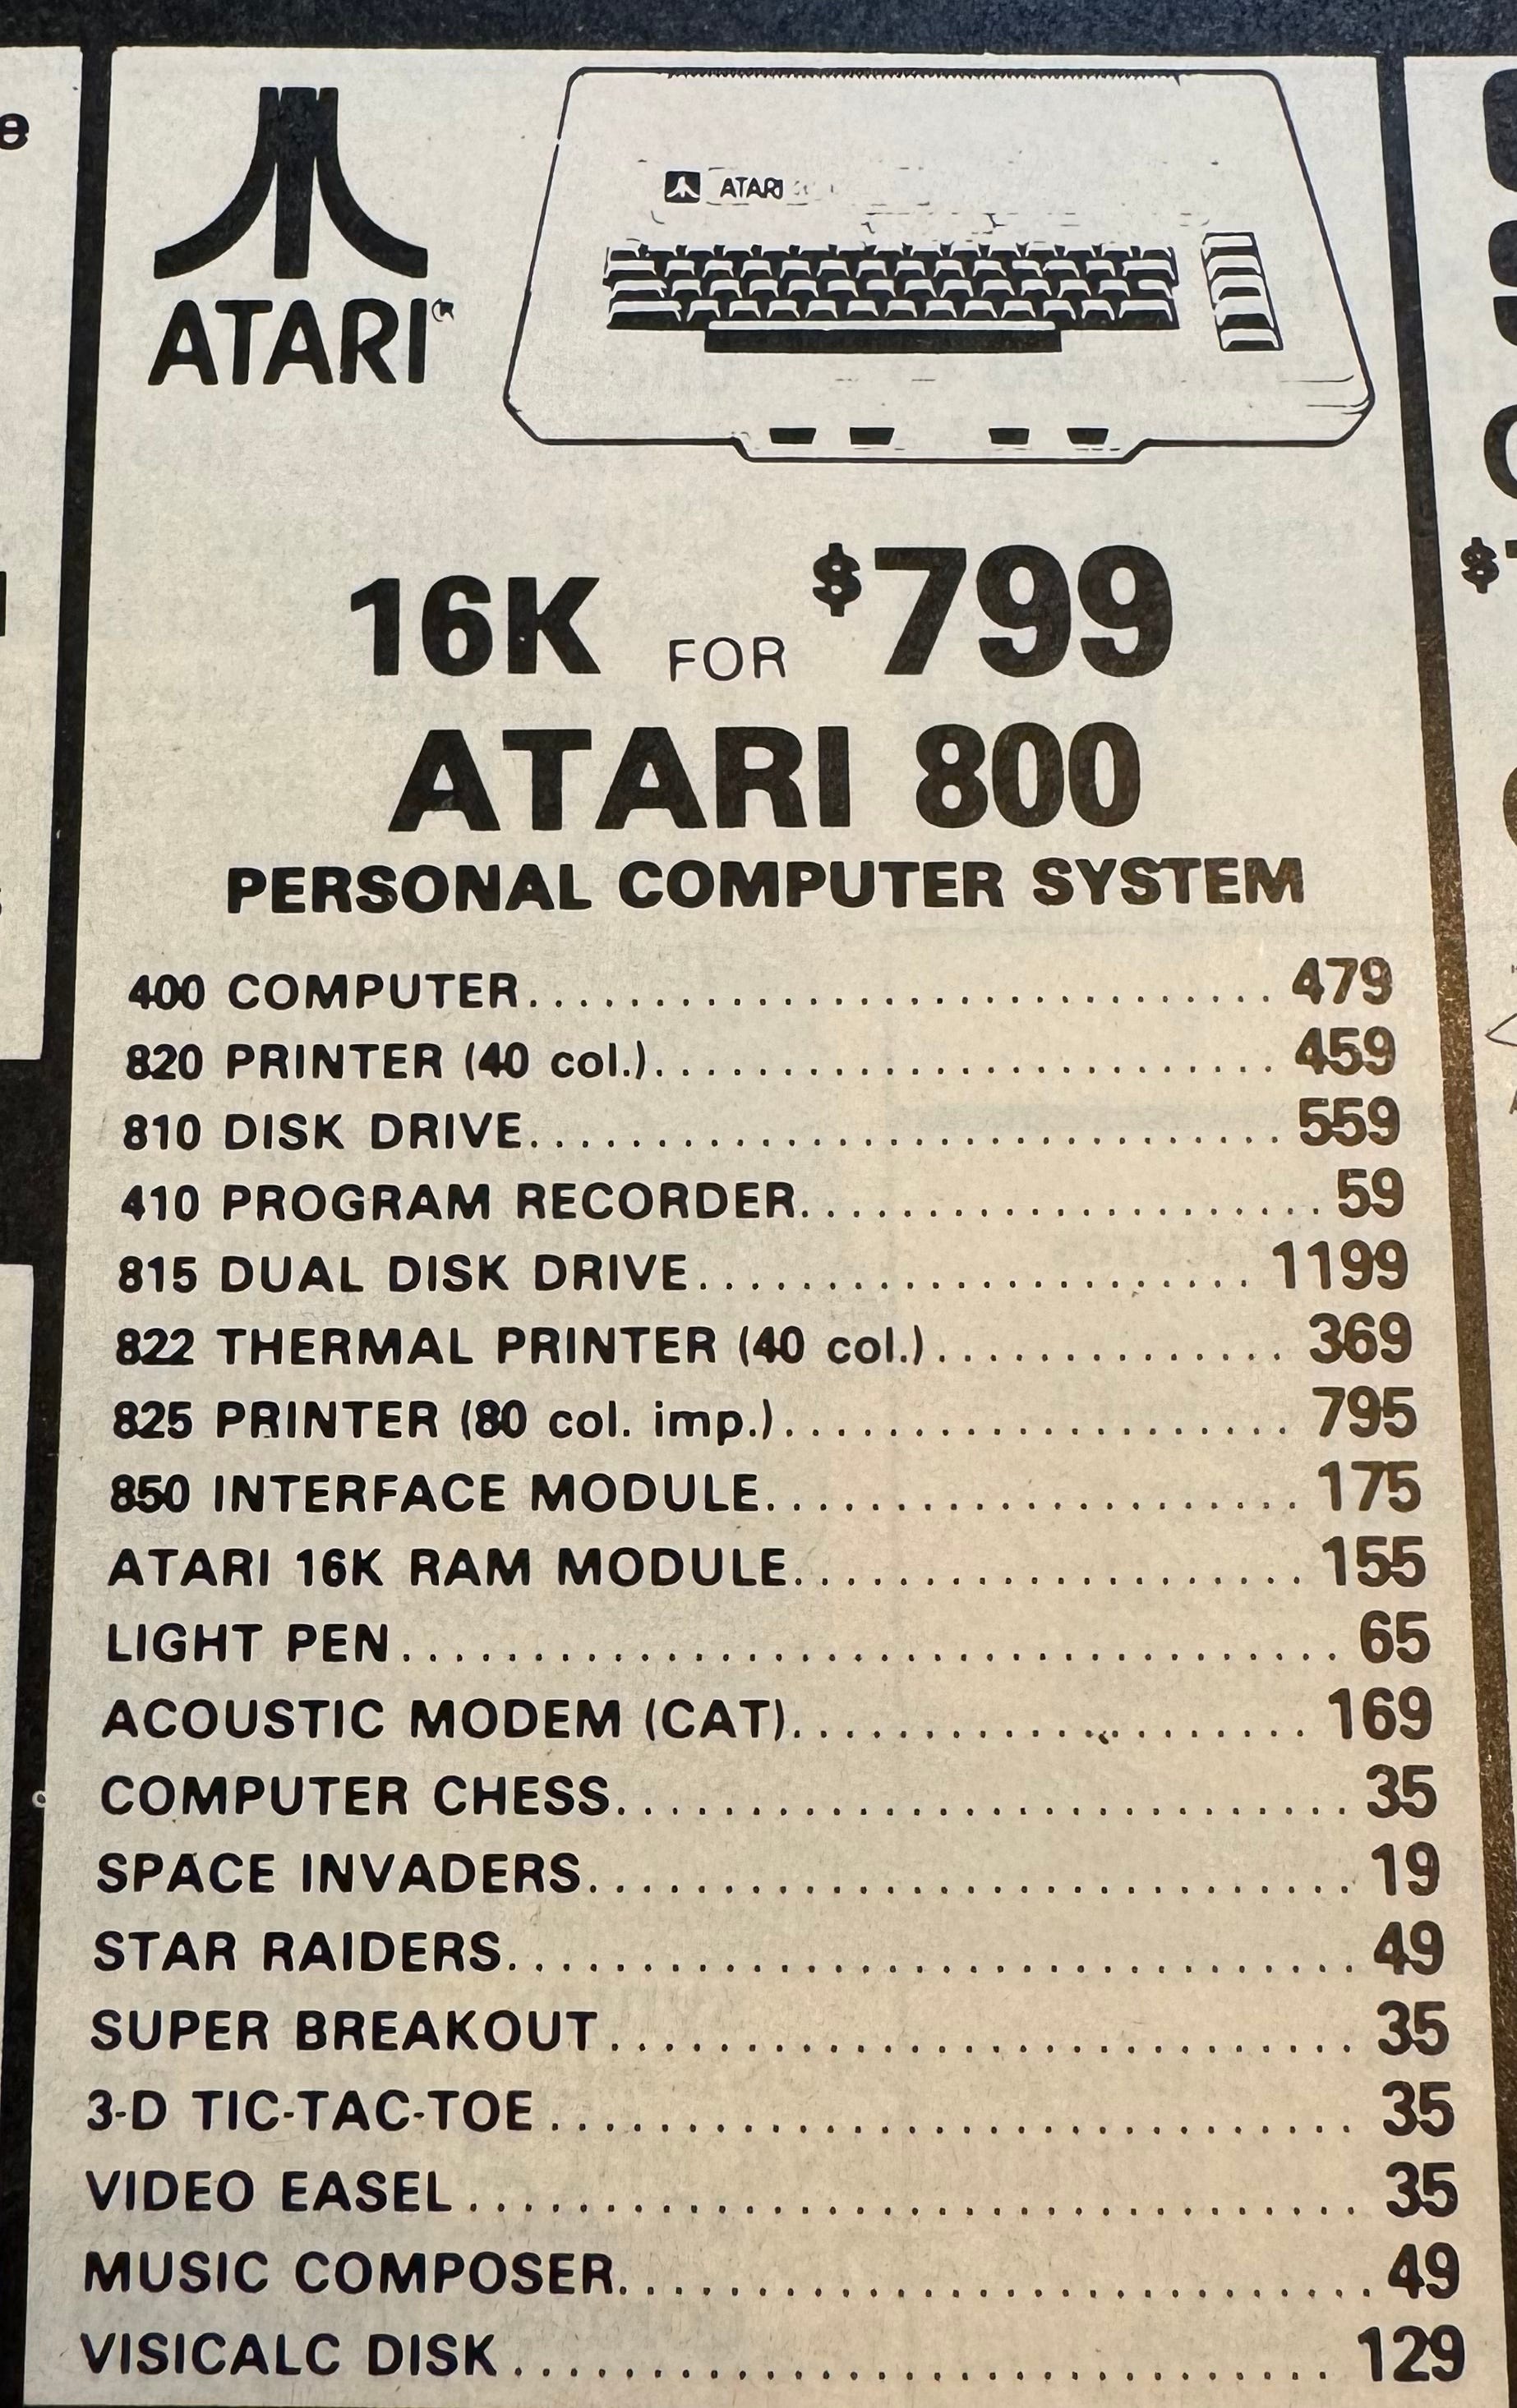 ATARI®
ATARI
16K FOR $799
ATARI 800
PERSONAL COMPUTER SYSTEM
400 COMPUTER............................. 479
820 PRINTER (40 col.)........................ 459
810 DISK DRIVE............................. 559
410 PROGRAM RECORDER.................... 59
815 DUAL DISK DRIVE...................... 1199
822 THERMAL PRINTER (40 col.).............. 369
825 PRINTER (80 col. imp.).................... 795
850 INTERFACE MODULE..................... 175
ATARI 16K RAM MODULE.................... 155
LIGHT PEN.................................... 65
ACOUSTIC MODEM (CAT).................... 169
COMPUTER CHESS............................ 35
SPACE INVADERS.............................. 19
STAR RAIDERS................................. 49
SUPER BREAKOUT............................. 35
3-D TIC-TAC-TOE............................... 35
VIDEO EASEL.................................. 35
MUSIC COMPOSER............................. 49
VISICALC DISK............................... 129